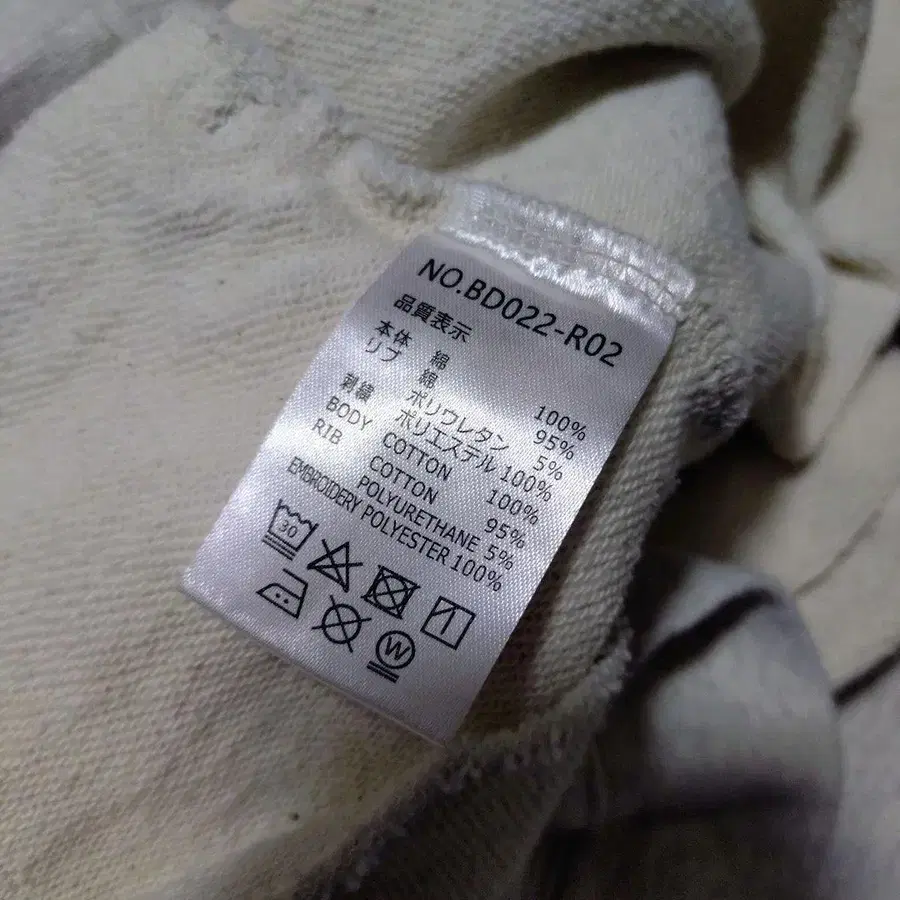 NO.BD022-R02
品質表示
本体 綿 100%
リブ 綿 95%
ポリウレタン 5%
刺繍 ポリエステル 100%
BODY COTTON 100%
RIB COTTON 95%
POLYURETHANE 5%
EMBROIDERY POLYESTER 100%
30
W